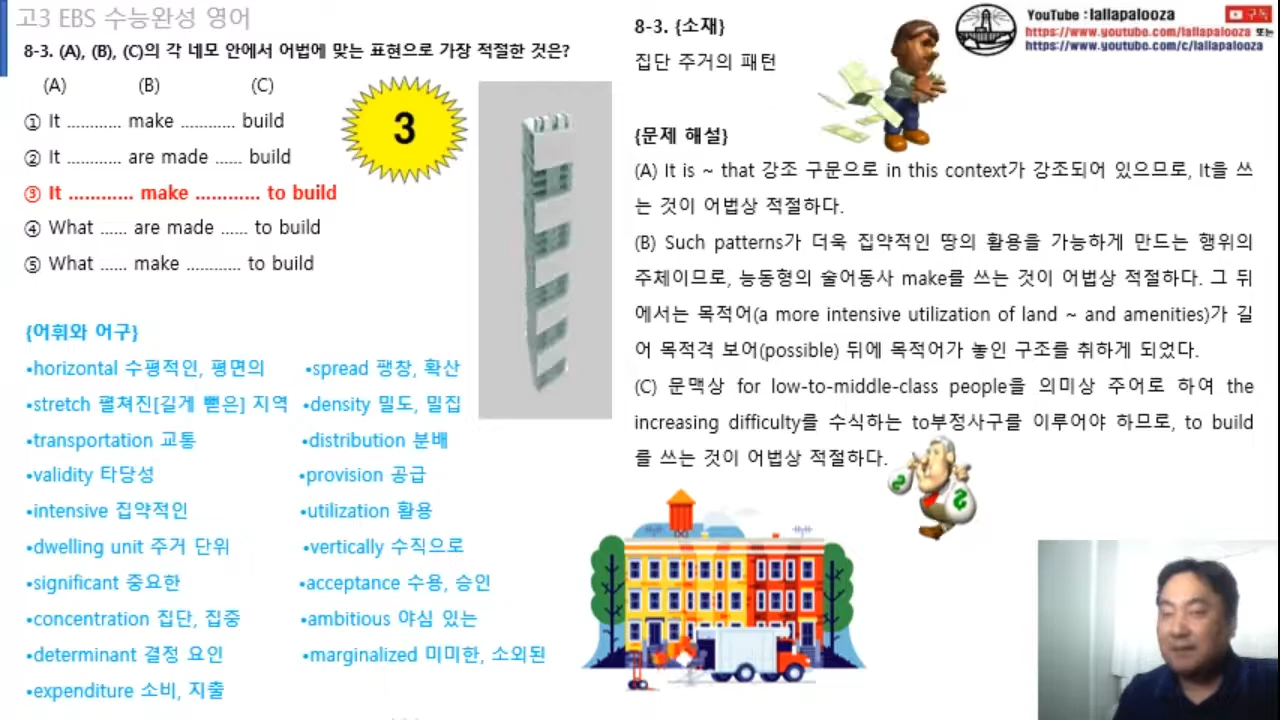 고3 EBS 수능완성 영어
8-3. (A), (B), (C)의 각 네모 안에서 어법에 맞는 표현으로 가장 적절한 것은?
(A) (B) (C)
① It ............ make ............ build
② It ............ are made ...... build
③ It ............ make ............ to build
④ What ...... are made ...... to build
⑤ What ...... make ............ to build
3
{어휘와 어구}
•horizontal 수평적인, 평면의 •spread 팽창, 확산
•stretch 펼쳐진[길게 뻗은] 지역 •density 밀도, 밀집
•transportation 교통 •distribution 분배
•validity 타당성 •provision 공급
•intensive 집약적인 •utilization 활용
•dwelling unit 주거 단위 •vertically 수직으로
•significant 중요한 •acceptance 수용, 승인
•concentration 집단, 집중 •ambitious 야심 있는
•determinant 결정 요인 •marginalized 미미한, 소외된
•expenditure 소비, 지출
8-3. {소재}
집단 주거의 패턴
YouTube : lallapalooza 구독
https://www.youtube.com/lallapalooza 또는
https://www.youtube.com/c/lallapalooza
{문제 해설}
(A) It is ~ that 강조 구문으로 in this context가 강조되어 있으므로, It을 쓰
는 것이 어법상 적절하다.
(B) Such patterns가 더욱 집약적인 땅의 활용을 가능하게 만드는 행위의
주체이므로, 능동형의 술어동사 make를 쓰는 것이 어법상 적절하다. 그 뒤
에서는 목적어(a more intensive utilization of land ~ and amenities)가 길
어 목적격 보어(possible) 뒤에 목적어가 놓인 구조를 취하게 되었다.
(C) 문맥상 for low-to-middle-class people을 의미상 주어로 하여 the
increasing difficulty를 수식하는 to부정사구를 이루어야 하므로, to build
를 쓰는 것이 어법상 적절하다.